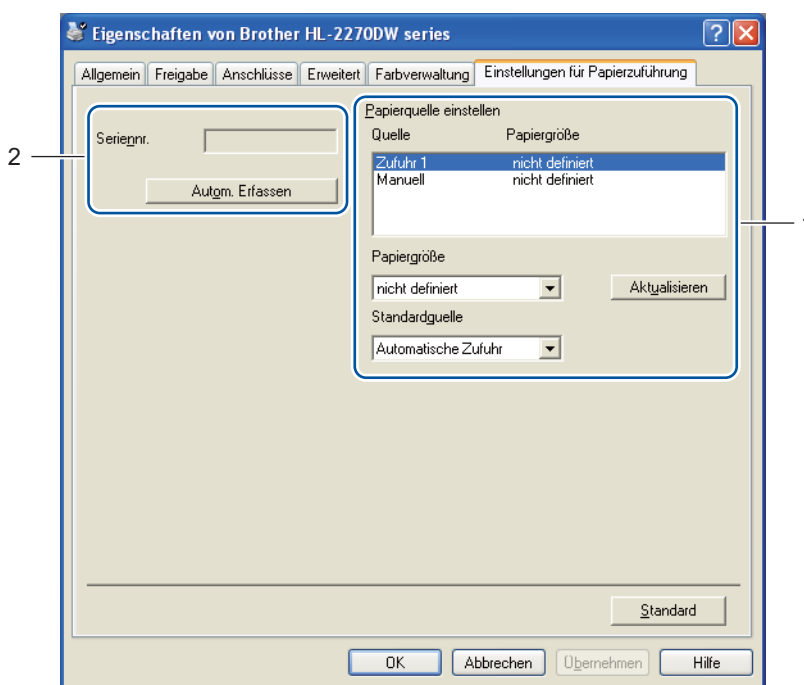 Eigenschaften von Brother HL-2270DW series
Allgemein Freigabe Anschlüsse Erweitert Farbverwaltung Einstellungen für Papierzuführung
2
Seriennr.
Autom. Erfassen
Papierquelle einstellen
Quelle Papiergröße
Zufuhr 1 nicht definiert
Manuell nicht definiert
Papiergröße
nicht definiert
Aktualisieren
Standardquelle
Automatische Zufuhr
Standard
OK Abbrechen Übernehmen Hilfe